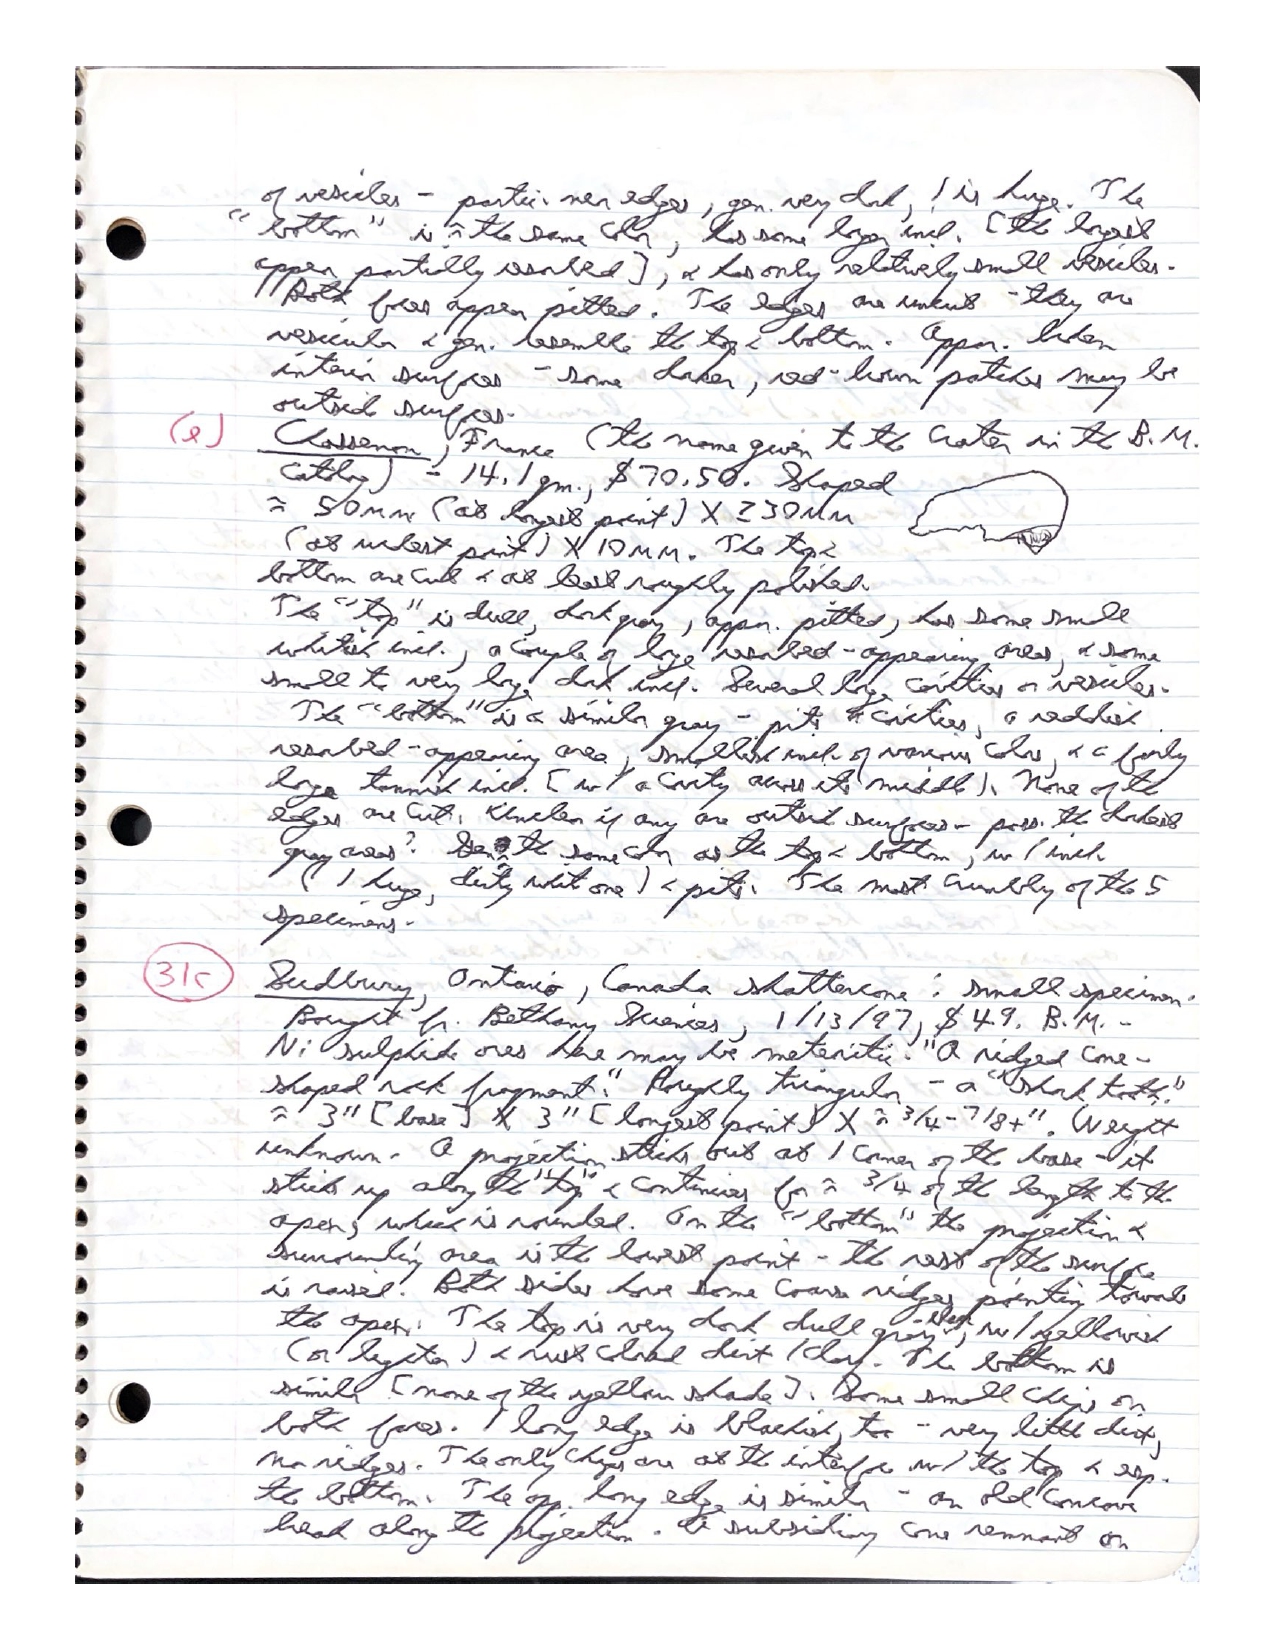 of vesicles - partic. near edges, gen. very dark, 1 is huge. The
"bottom" is ≈ the same color, has some larger incl. [the largest
appear partially resorbed], & has only relatively small vesicles.
Both faces appear pitted. The edges are uncut - they are
vesicular & gen. resemble the top & bottom. Appar. broken
interior surfaces - some darker, red-brown patches may be
outside surfaces.
(e) Chassenon, France (the name given to the crater in the B.M.
catalog) - 14.1 gm., $70.50. Shaped
≈ 50mm (at longest point) X ≥30mm
(at widest point) X 10mm. The top &
bottom are cut & at least roughly polished.
The "top" is dull, dark gray, appar. pitted, has some small
whitish incl., a couple of large resorbed-appearing areas, & some
small to very large dark incl. Several large cavities or vesicles.
The "bottom" is a similar gray - pits & cavities, a reddish
resorbed-appearing area, smallish incl. of various colors, & a fairly
large tannish incl. [w/ a cavity across its middle]. None of the
edges are cut. Unclear if any are outside surfaces - poss. the darkest
gray areas? Gen. the same color as the top & bottom, w/ incl.
(1 huge, dirty white one) & pits. The most crumbly of the 5
specimens.
315 Sudbury, Ontario, Canada shattercone: small specimen.
Bought fr. Bethany Sciences, 1/13/97, $49. B.M. -
Ni sulphide ores here may be meteoritic. "A ridged cone-
shaped rock fragment." Roughly triangular - a "shark tooth."
≈ 3" [base] X 3" [longest point] X ≈ 3/4-7/8+". Weight
unknown. A projection sticks out at 1 corner of the base - it
sticks up along the "top" & continues for ≈ 3/4 of the length to the
apex, which is rounded. On the "bottom" the projection &
surrounding area is the lowest point - the rest of the surface
is raised. Both sides have some coarse ridges pointing towards
the apex. The top is very dark dull gray, w/ yellowish
(or lighter) & rust colored dirt/clay. The bottom is
similar [none of the yellow shade]. Some small chips on
both faces. 1 long edge is blackish, too - very little dirt,
no ridges. The only chips are at the interface w/ the top & esp.
the bottom. The opp. long edge is similar - an old concave
break along the projection. A subsidiary cone remnant on